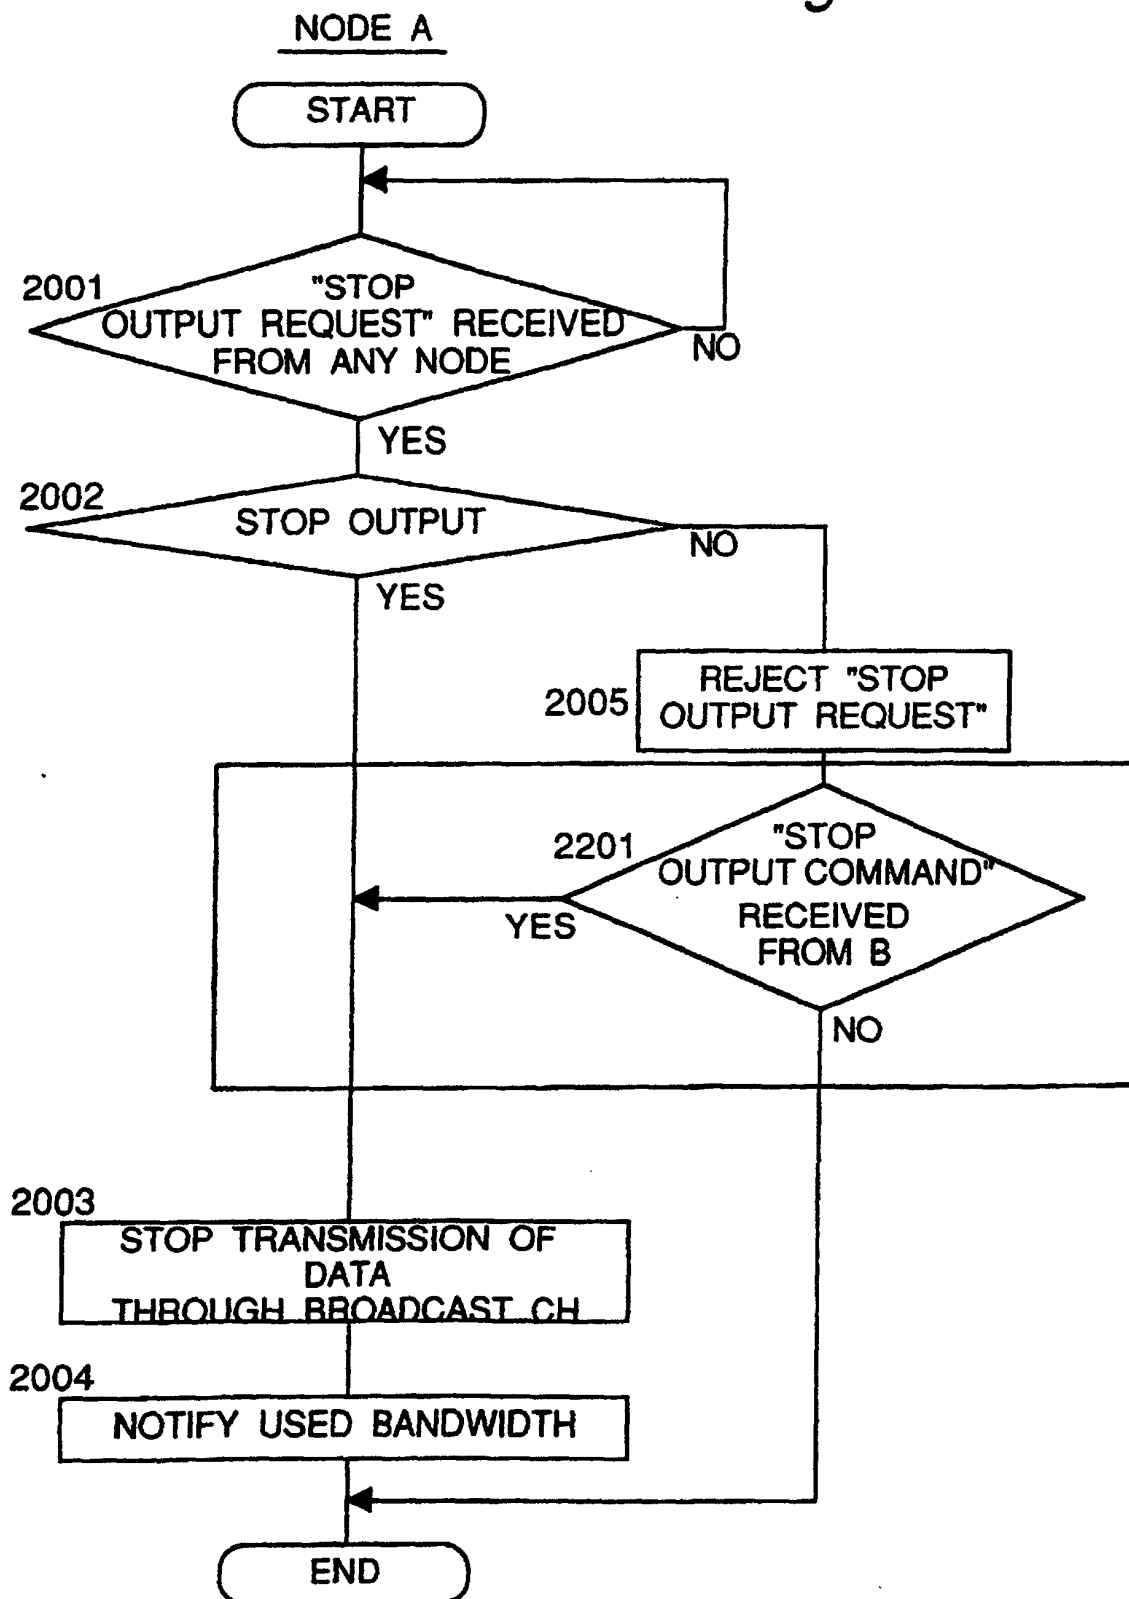 NODE A
START
2001
"STOP
OUTPUT REQUEST" RECEIVED
FROM ANY NODE
NO
YES
2002
STOP OUTPUT
NO
YES
2005
REJECT "STOP
OUTPUT REQUEST"
2201
"STOP
OUTPUT COMMAND"
RECEIVED
FROM B
YES
NO
2003
STOP TRANSMISSION OF
DATA
THROUGH BROADCAST CH
2004
NOTIFY USED BANDWIDTH
END